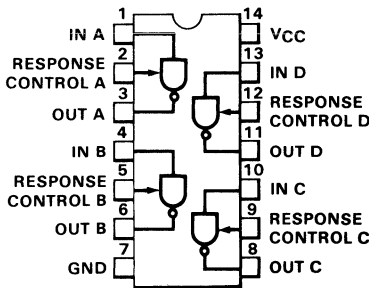 1
IN A
2
RESPONSE
CONTROL A
3
OUT A
4
IN B
5
RESPONSE
CONTROL B
6
OUT B
7
GND
14
VCC
13
IN D
12
RESPONSE
CONTROL D
11
OUT D
10
IN C
9
RESPONSE
CONTROL C
8
OUT C